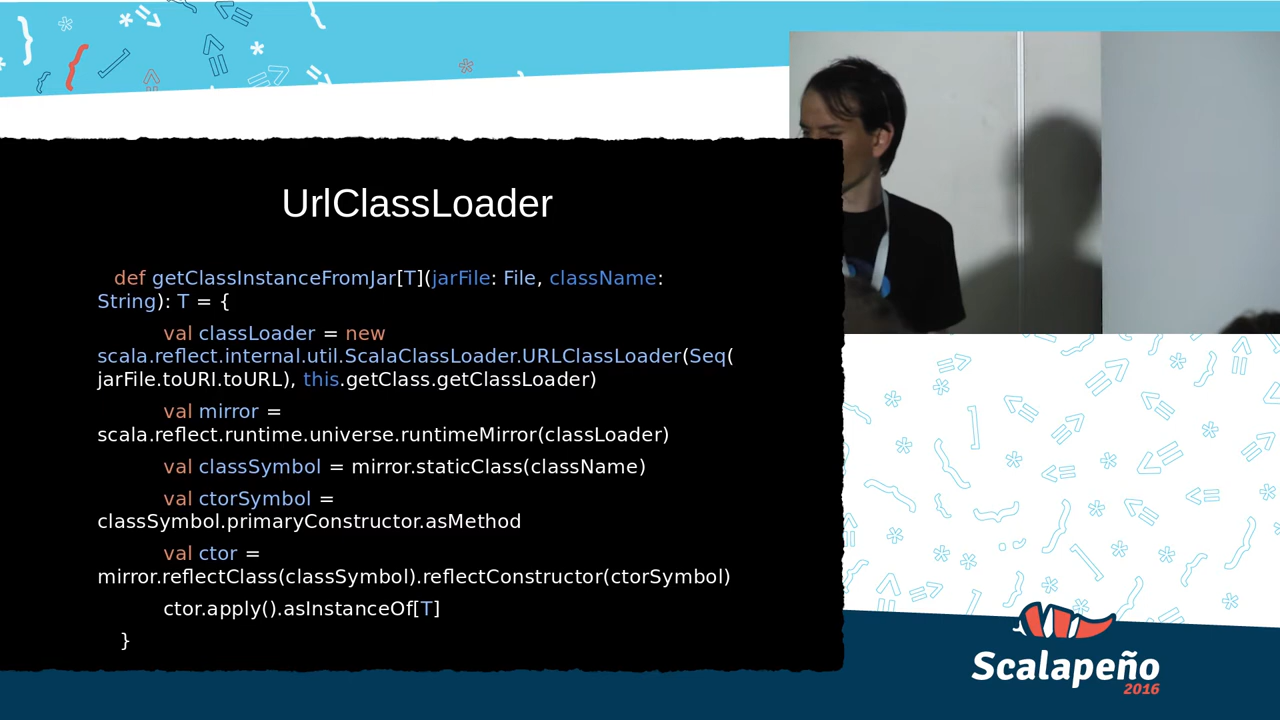 UrlClassLoader
def getClassInstanceFromJar[T](jarFile: File, className:
String): T = {
val classLoader = new
scala.reflect.internal.util.ScalaClassLoader.URLClassLoader(Seq(
jarFile.toURI.toURL), this.getClass.getClassLoader)
val mirror =
scala.reflect.runtime.universe.runtimeMirror(classLoader)
val classSymbol = mirror.staticClass(className)
val ctorSymbol =
classSymbol.primaryConstructor.asMethod
val ctor =
mirror.reflectClass(classSymbol).reflectConstructor(ctorSymbol)
ctor.apply().asInstanceOf[T]
}
Scalapeño
2016